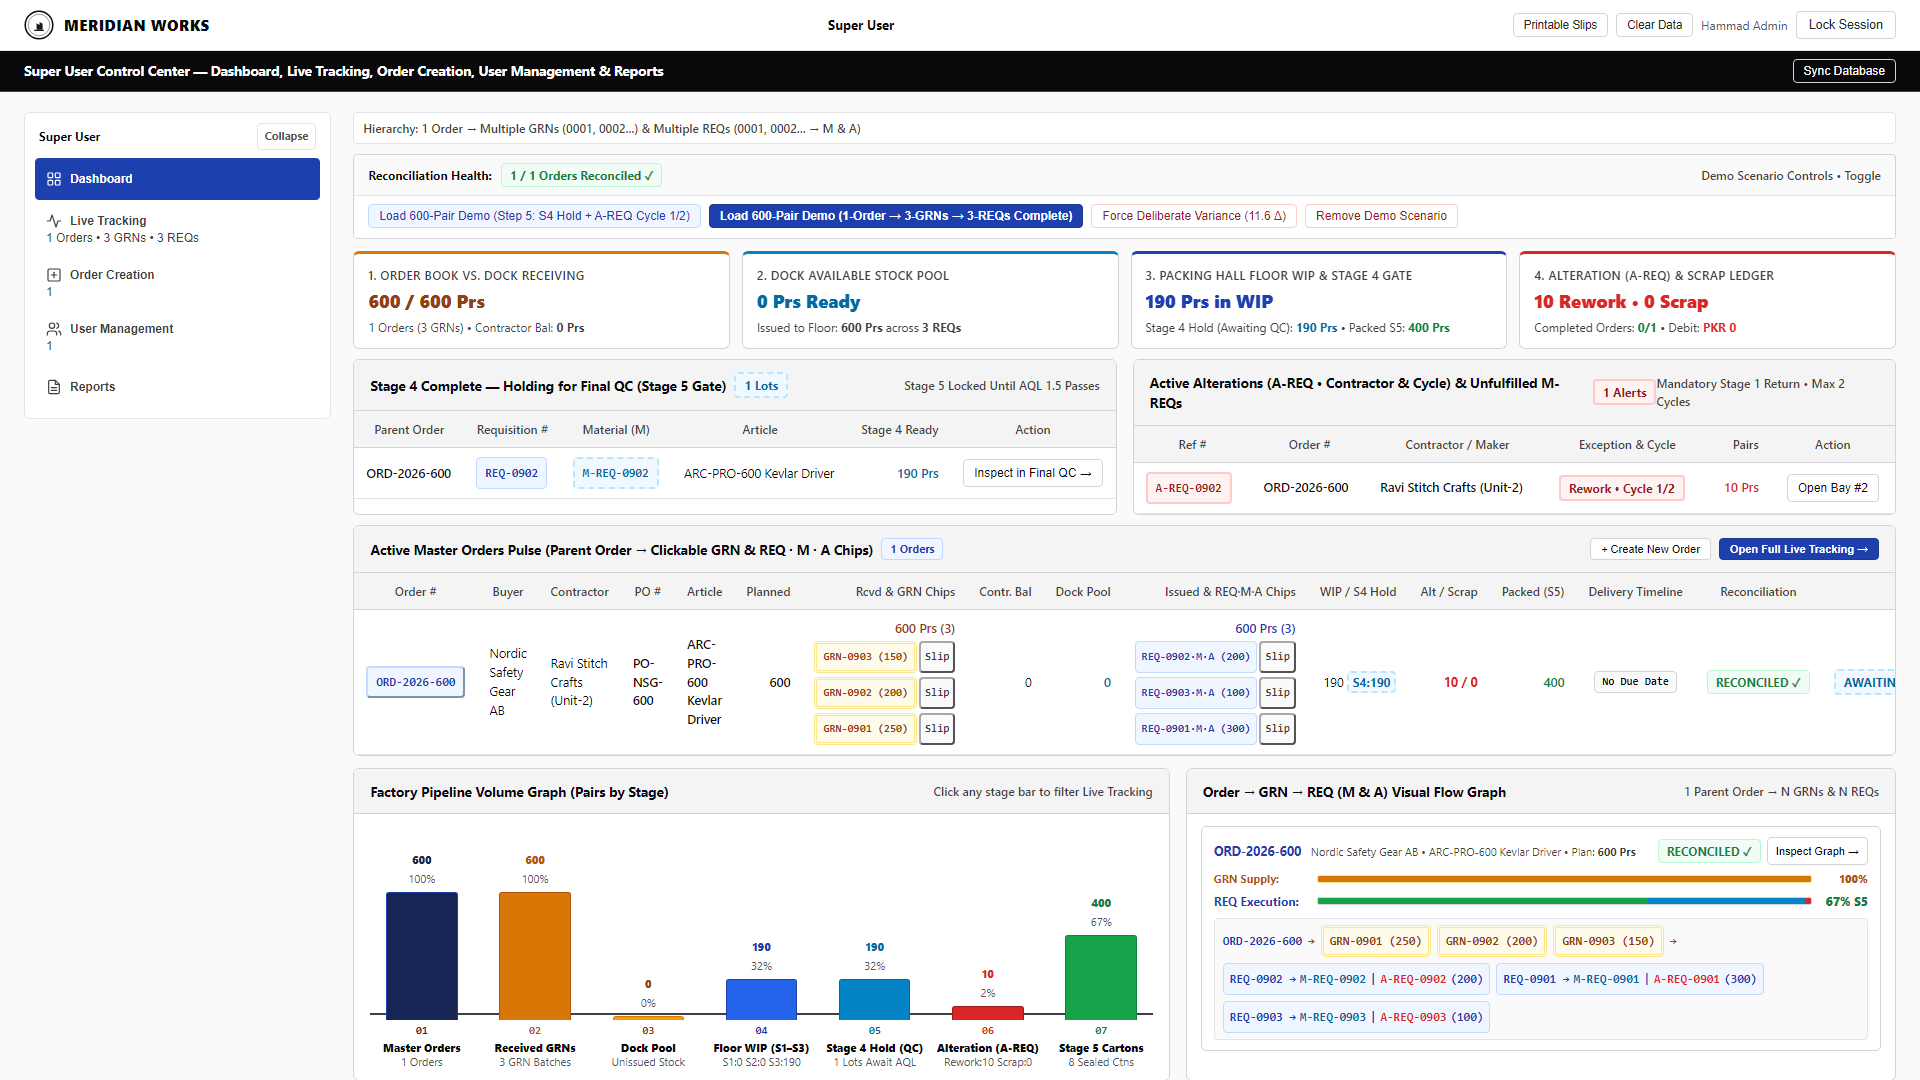 MERIDIAN WORKS
Super User
Printable Slips
Clear Data
Hammad Admin
Lock Session
Super User Control Center — Dashboard, Live Tracking, Order Creation, User Management & Reports
Sync Database
Super User
Collapse
Dashboard
Live Tracking
1 Orders • 3 GRNs • 3 REQs
Order Creation
1
User Management
1
Reports
Hierarchy: 1 Order → Multiple GRNs (0001, 0002...) & Multiple REQs (0001, 0002... → M & A)
Reconciliation Health:
1 / 1 Orders Reconciled ✓
Demo Scenario Controls • Toggle
Load 600-Pair Demo (Step 5: S4 Hold + A-REQ Cycle 1/2)
Load 600-Pair Demo (1-Order → 3-GRNs → 3-REQs Complete)
Force Deliberate Variance (11.6 Δ)
Remove Demo Scenario
1. ORDER BOOK VS. DOCK RECEIVING
600 / 600 Prs
1 Orders (3 GRNs) • Contractor Bal: 0 Prs
2. DOCK AVAILABLE STOCK POOL
0 Prs Ready
Issued to Floor: 600 Prs across 3 REQs
3. PACKING HALL FLOOR WIP & STAGE 4 GATE
190 Prs in WIP
Stage 4 Hold (Awaiting QC): 190 Prs • Packed S5: 400 Prs
4. ALTERATION (A-REQ) & SCRAP LEDGER
10 Rework • 0 Scrap
Completed Orders: 0/1 • Debit: PKR 0
Stage 4 Complete — Holding for Final QC (Stage 5 Gate)
1 Lots
Stage 5 Locked Until AQL 1.5 Passes
Parent Order Requisition # Material (M) Article Stage 4 Ready Action
ORD-2026-600 REQ-0902 M-REQ-0902 ARC-PRO-600 Kevlar Driver 190 Prs Inspect in Final QC →
Active Alterations (A-REQ • Contractor & Cycle) & Unfulfilled M-
REQs
1 Alerts
Mandatory Stage 1 Return • Max 2
Cycles
Ref # Order # Contractor / Maker Exception & Cycle Pairs Action
A-REQ-0902 ORD-2026-600 Ravi Stitch Crafts (Unit-2) Rework • Cycle 1/2 10 Prs Open Bay #2
Active Master Orders Pulse (Parent Order → Clickable GRN & REQ · M · A Chips)
1 Orders
+ Create New Order
Open Full Live Tracking →
Order # Buyer Contractor PO # Article Planned Rcvd & GRN Chips Contr. Bal Dock Pool Issued & REQ·M·A Chips WIP / S4 Hold Alt / Scrap Packed (S5) Delivery Timeline Reconciliation
ORD-2026-600
Nordic
Safety
Gear
AB
Ravi Stitch
Crafts
(Unit-2)
PO-
NSG-
600
ARC-
PRO-
600
Kevlar
Driver
600
600 Prs (3)
GRN-0903 (150) Slip
GRN-0902 (200) Slip
GRN-0901 (250) Slip
0
0
600 Prs (3)
REQ-0902·M·A (200) Slip
REQ-0903·M·A (100) Slip
REQ-0901·M·A (300) Slip
190 S4:190
10 / 0
400
No Due Date
RECONCILED ✓
AWAITIN
Factory Pipeline Volume Graph (Pairs by Stage)
Click any stage bar to filter Live Tracking
600
100%
01
Master Orders
1 Orders
600
100%
02
Received GRNs
3 GRN Batches
0
0%
03
Dock Pool
Unissued Stock
190
32%
04
Floor WIP (S1–S3)
S1:0 S2:0 S3:190
190
32%
05
Stage 4 Hold (QC)
1 Lots Await AQL
10
2%
06
Alteration (A-REQ)
Rework:10 Scrap:0
400
67%
07
Stage 5 Cartons
8 Sealed Ctns
Order → GRN → REQ (M & A) Visual Flow Graph
1 Parent Order → N GRNs & N REQs
ORD-2026-600 Nordic Safety Gear AB • ARC-PRO-600 Kevlar Driver • Plan: 600 Prs
RECONCILED ✓
Inspect Graph →
GRN Supply: 100%
REQ Execution: 67% S5
ORD-2026-600 → GRN-0901 (250) GRN-0902 (200) GRN-0903 (150) →
REQ-0902 → M-REQ-0902 | A-REQ-0902 (200) REQ-0901 → M-REQ-0901 | A-REQ-0901 (300)
REQ-0903 → M-REQ-0903 | A-REQ-0903 (100)